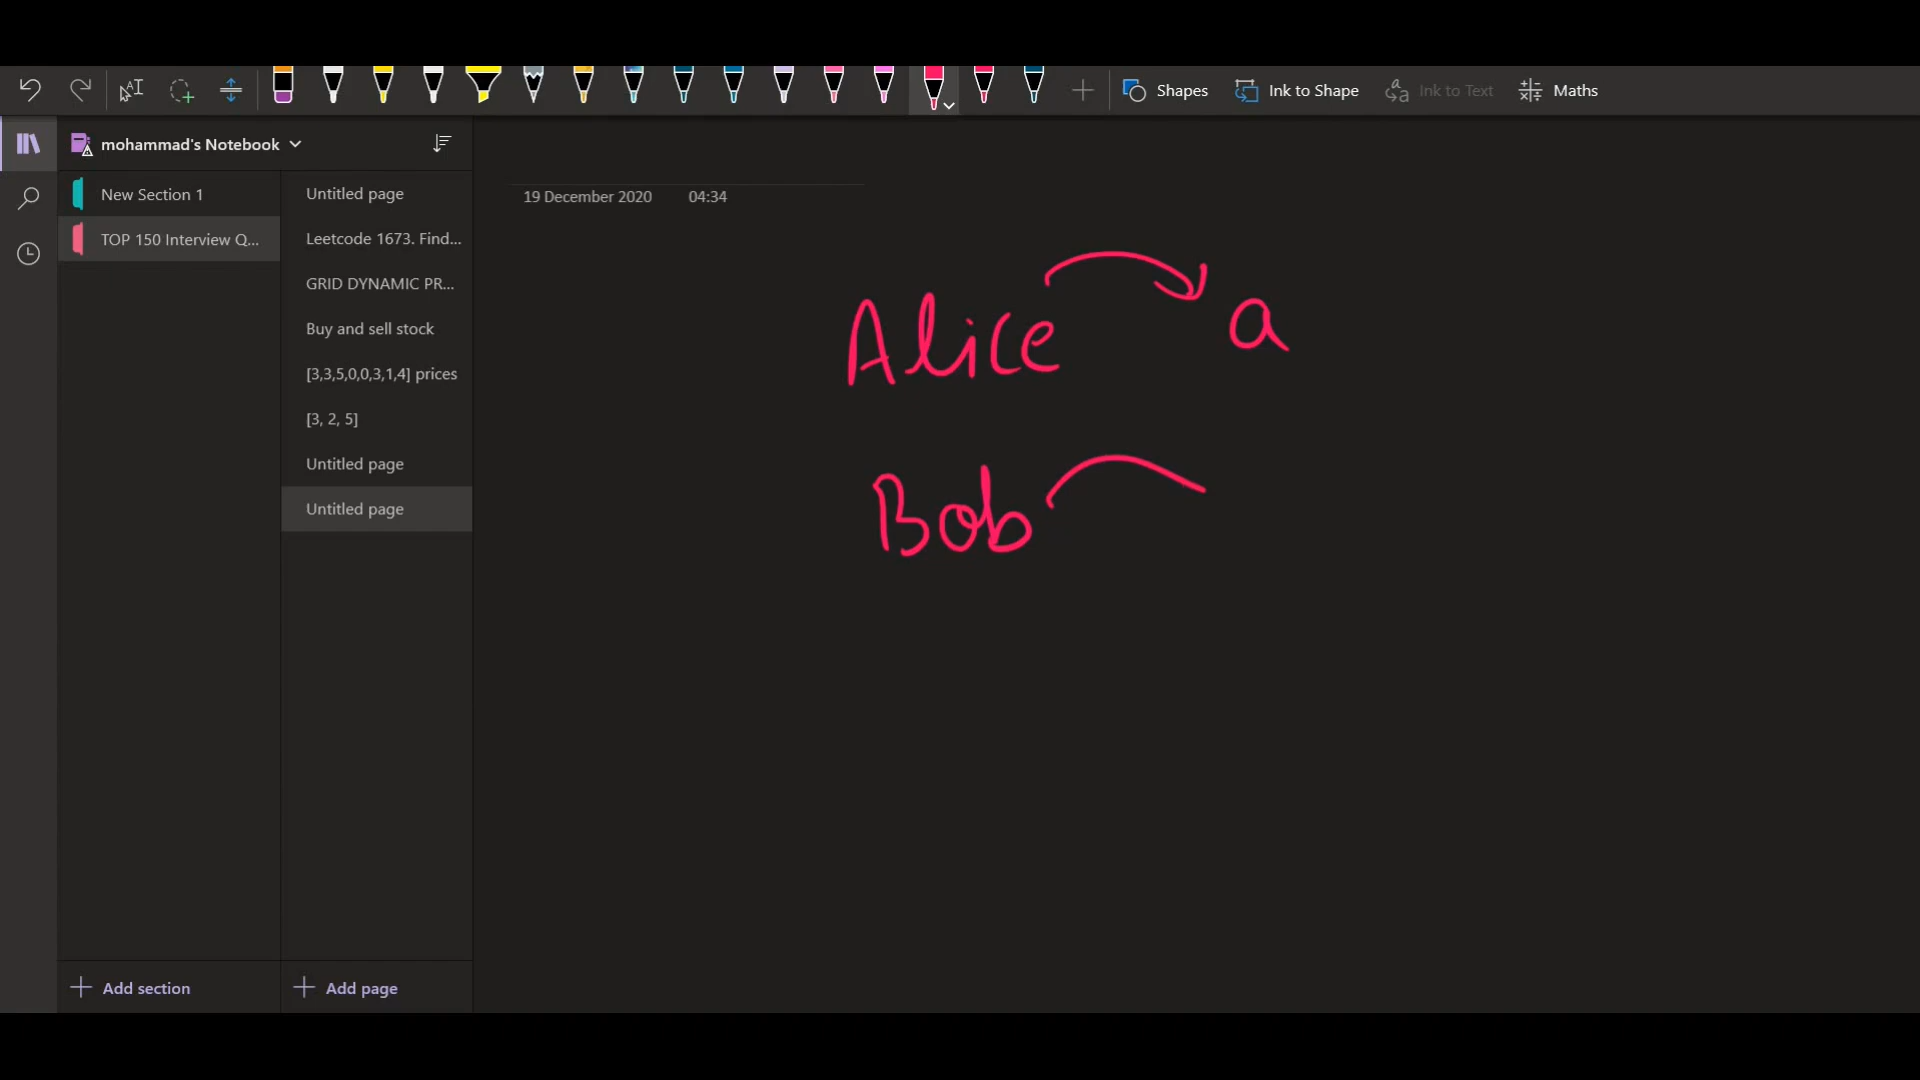 Shapes
Ink to Shape
Ink to Text
Maths
mohammad's Notebook
New Section 1
TOP 150 Interview Q...
Untitled page
Leetcode 1673. Find...
GRID DYNAMIC PR...
Buy and sell stock
[3,3,5,0,0,3,1,4] prices
[3, 2, 5]
Untitled page
Untitled page
Add section
Add page
19 December 2020 04:34
Alice a
Bob